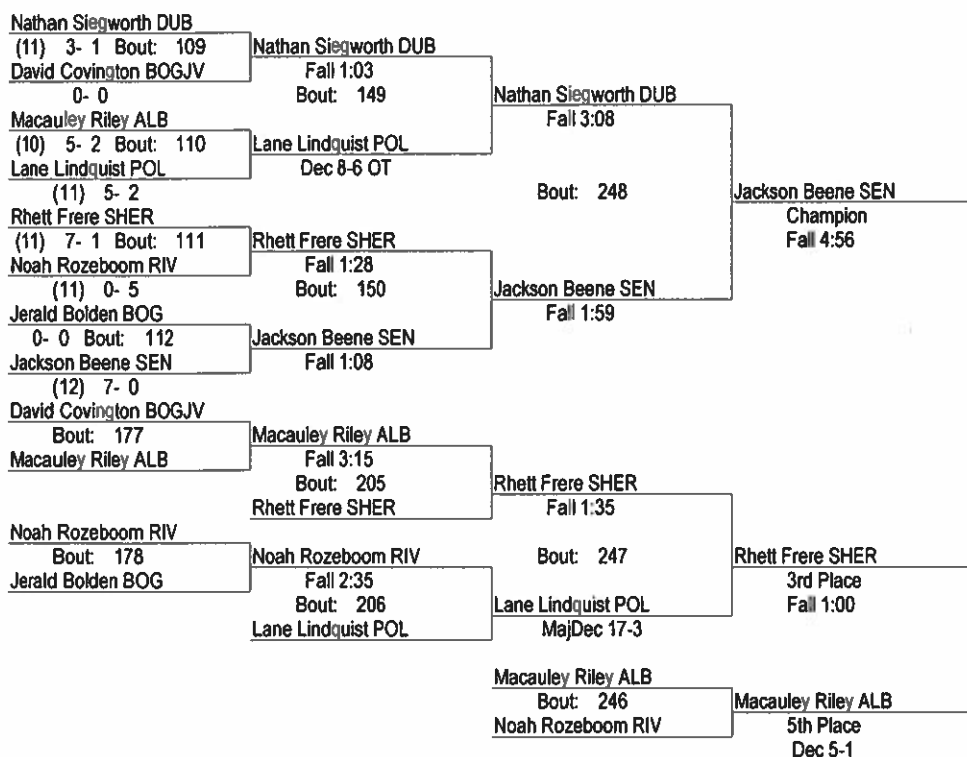 Nathan Siegworth DUB
(11) 3- 1 Bout: 109
David Covington BOGJV
0- 0
Macauley Riley ALB
(10) 5- 2 Bout: 110
Lane Lindquist POL
(11) 5- 2
Rhett Frere SHER
(11) 7- 1 Bout: 111
Noah Rozeboom RIV
(11) 0- 5
Jerald Bolden BOG
0- 0 Bout: 112
Jackson Beene SEN
(12) 7- 0
Nathan Siegworth DUB
Fall 1:03
Bout: 149
Lane Lindquist POL
Dec 8-6 OT
Rhett Frere SHER
Fall 1:28
Bout: 150
Jackson Beene SEN
Fall 1:08
Nathan Siegworth DUB
Fall 3:08
Bout: 248
Jackson Beene SEN
Fall 1:59
Jackson Beene SEN
Champion
Fall 4:56
David Covington BOGJV
Bout: 177
Macauley Riley ALB
Noah Rozeboom RIV
Bout: 178
Jerald Bolden BOG
Macauley Riley ALB
Fall 3:15
Bout: 205
Rhett Frere SHER
Noah Rozeboom RIV
Fall 2:35
Bout: 206
Lane Lindquist POL
Rhett Frere SHER
Fall 1:35
Bout: 247
Lane Lindquist POL
MajDec 17-3
Rhett Frere SHER
3rd Place
Fall 1:00
Macauley Riley ALB
Bout: 246
Noah Rozeboom RIV
Macauley Riley ALB
5th Place
Dec 5-1